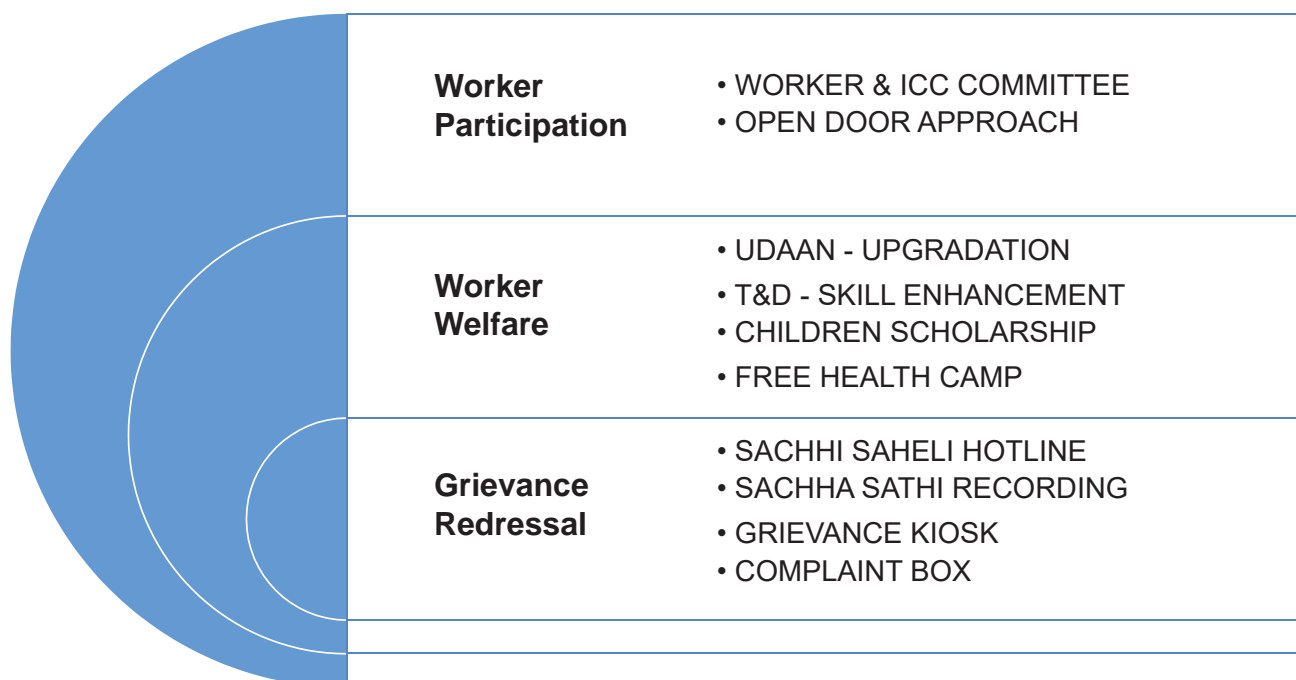 Worker
Participation
• WORKER & ICC COMMITTEE
• OPEN DOOR APPROACH
Worker
Welfare
• UDAAN - UPGRADATION
• T&D - SKILL ENHANCEMENT
• CHILDREN SCHOLARSHIP
• FREE HEALTH CAMP
Grievance
Redressal
• SACHHI SAHELI HOTLINE
• SACHHA SATHI RECORDING
• GRIEVANCE KIOSK
• COMPLAINT BOX